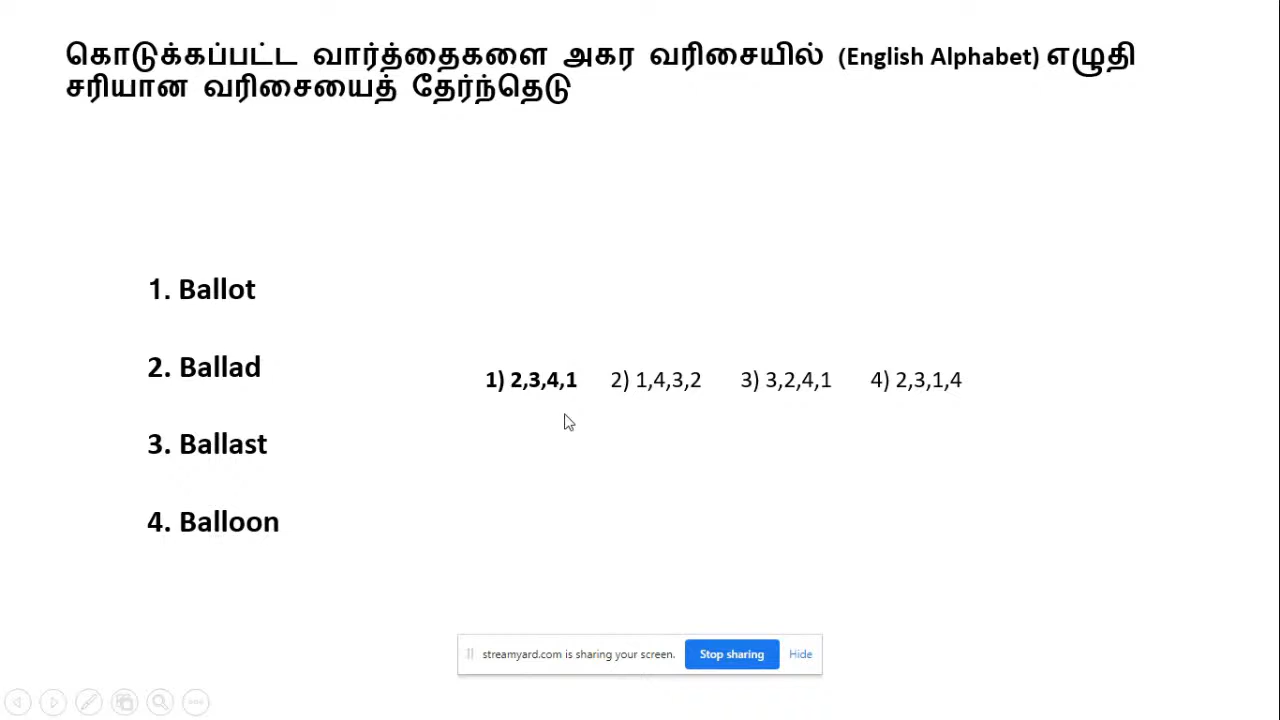 கொடுக்கப்பட்ட வார்த்தைகளை அகர வரிசையில் (English Alphabet) எழுதி
சரியான வரிசையைத் தேர்ந்தெடு
1. Ballot
2. Ballad
1) 2,3,4,1 2) 1,4,3,2 3) 3,2,4,1 4) 2,3,1,4
3. Ballast
4. Balloon
streamyard.com is sharing your screen. Stop sharing Hide